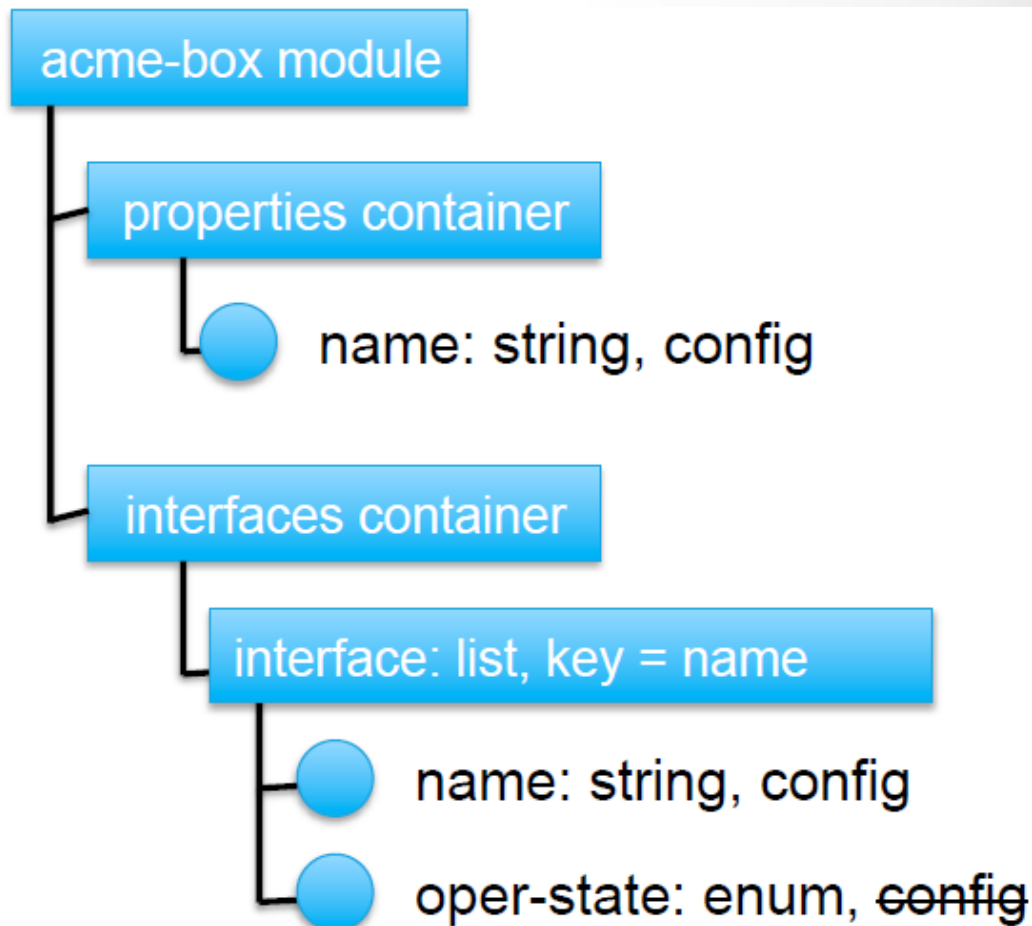 acme-box module
properties container
name: string, config
interfaces container
interface: list, key = name
name: string, config
oper-state: enum, config